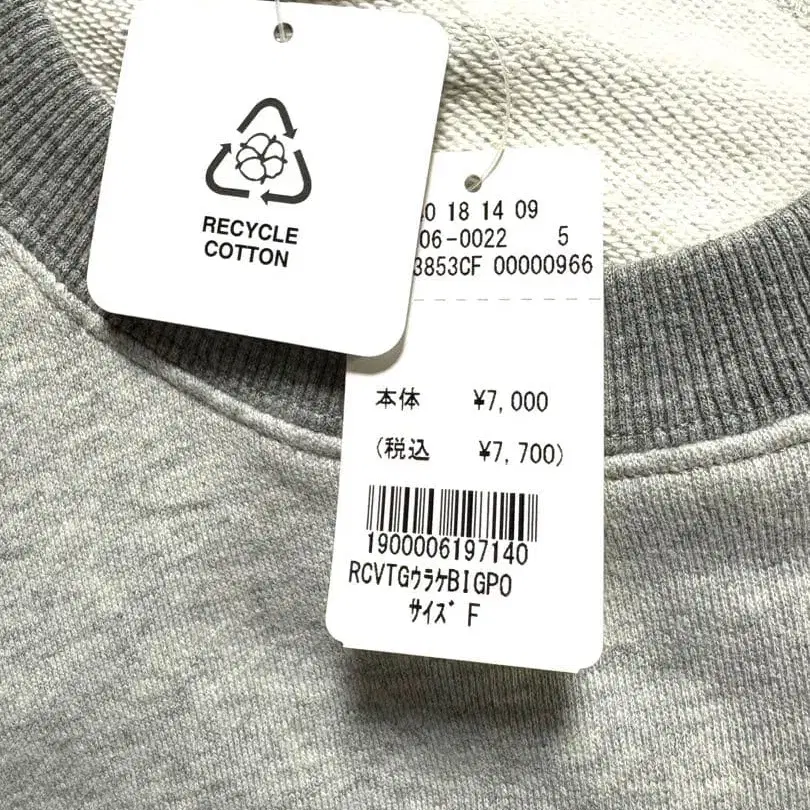 RECYCLE
COTTON
0 18 14 09
06-0022 5
3853CF 00000966
本体 ¥7,000
(税込 ¥7,700)
1900006197140
RCVTGｳﾗｹBIGPO
ｻｲｽﾞ F